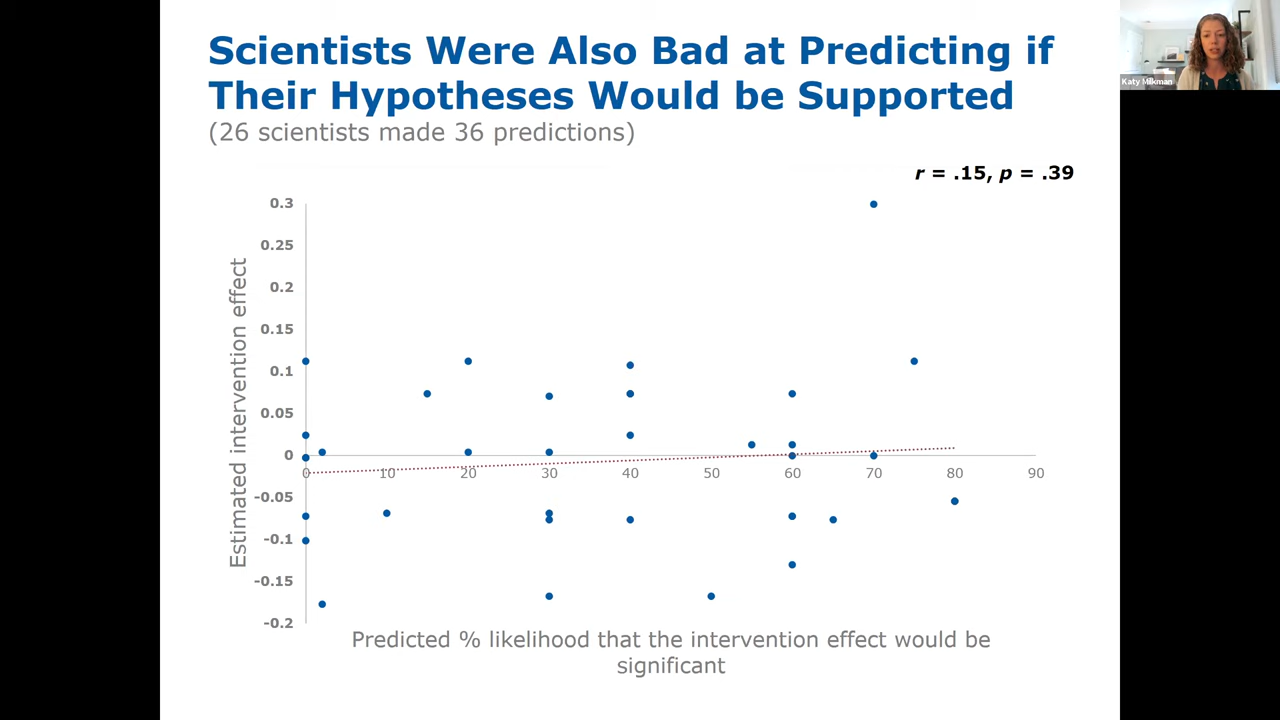 Scientists Were Also Bad at Predicting if
Their Hypotheses Would be Supported
(26 scientists made 36 predictions)
Katy Milkman
r = .15, p = .39
0.3
0.25
0.2
0.15
0.1
0.05
0
-0.05
-0.1
-0.15
-0.2
Estimated intervention effect
0 10 20 30 40 50 60 70 80 90
Predicted % likelihood that the intervention effect would be
significant